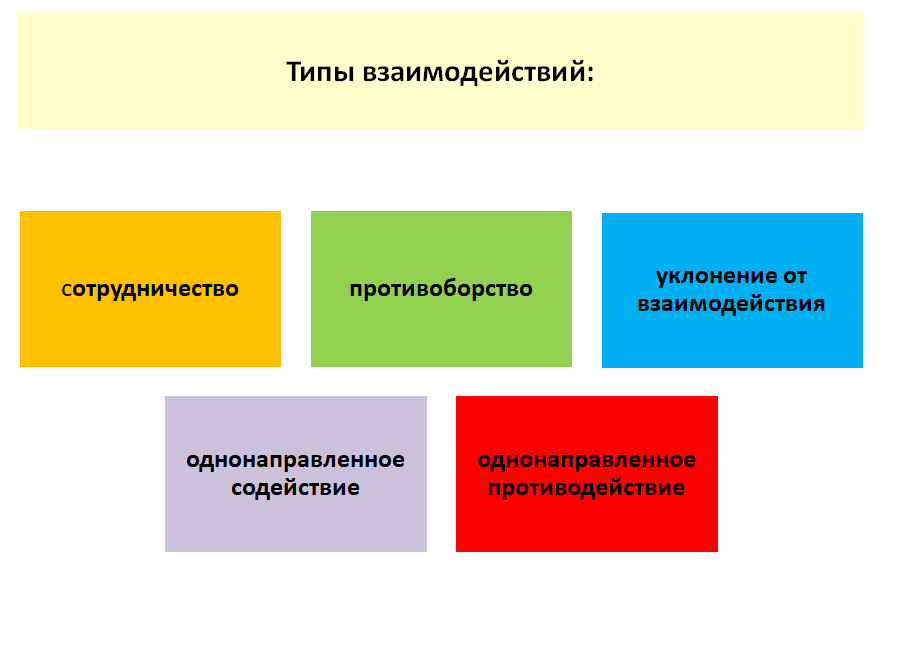 Типы взаимодействий:
сотрудничество
противоборство
уклонение от
взаимодействия
однонаправленное
содействие
однонаправленное
противодействие